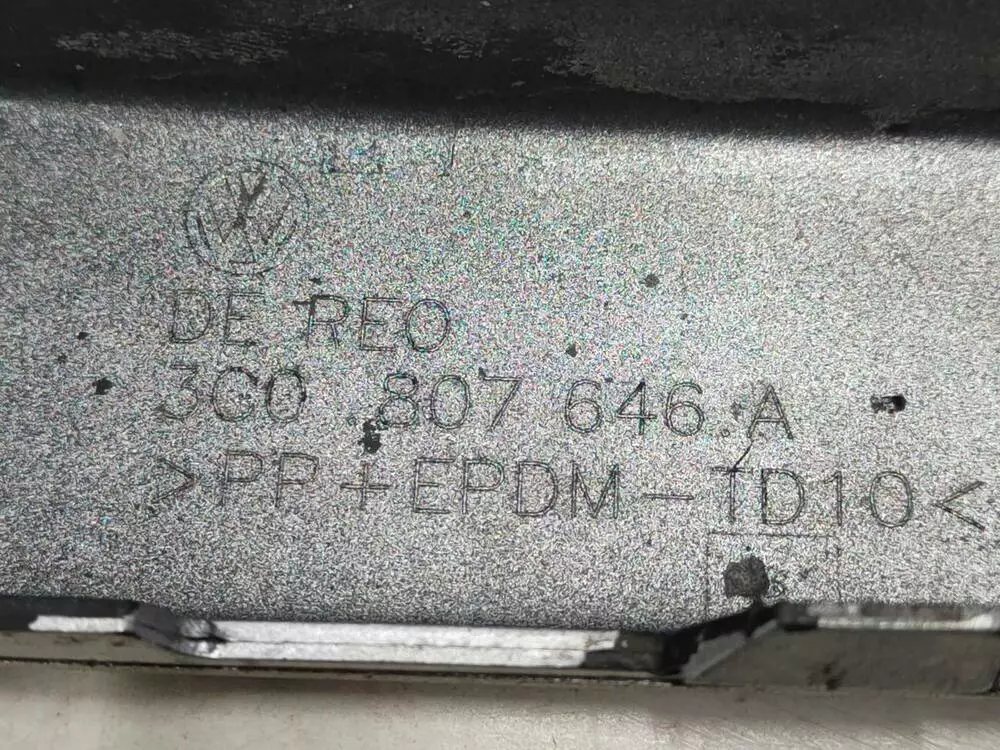 DE REO
3C0.807 646.A
>PP+EPDM-TD10<